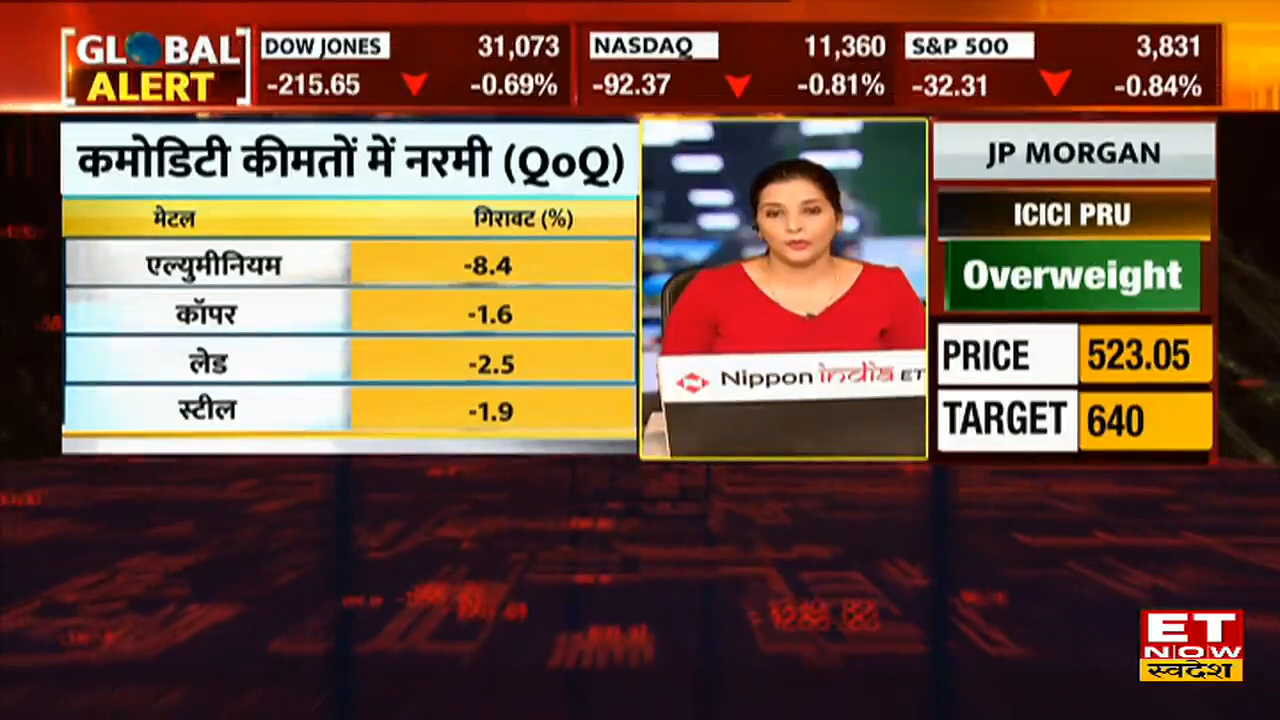 GLOBAL
ALERT
DOW JONES 31,073
-215.65 -0.69%
NASDAQ 11,360
-92.37 -0.81%
S&P 500 3,831
-32.31 -0.84%
कमोडिटी कीमतों में नरमी (QoQ)
मेटल गिरावट (%)
एल्युमीनियम -8.4
कॉपर -1.6
लेड -2.5
स्टील -1.9
Nippon india ET
JP MORGAN
ICICI PRU
Overweight
PRICE 523.05
TARGET 640
ET
NOW
स्वदेश